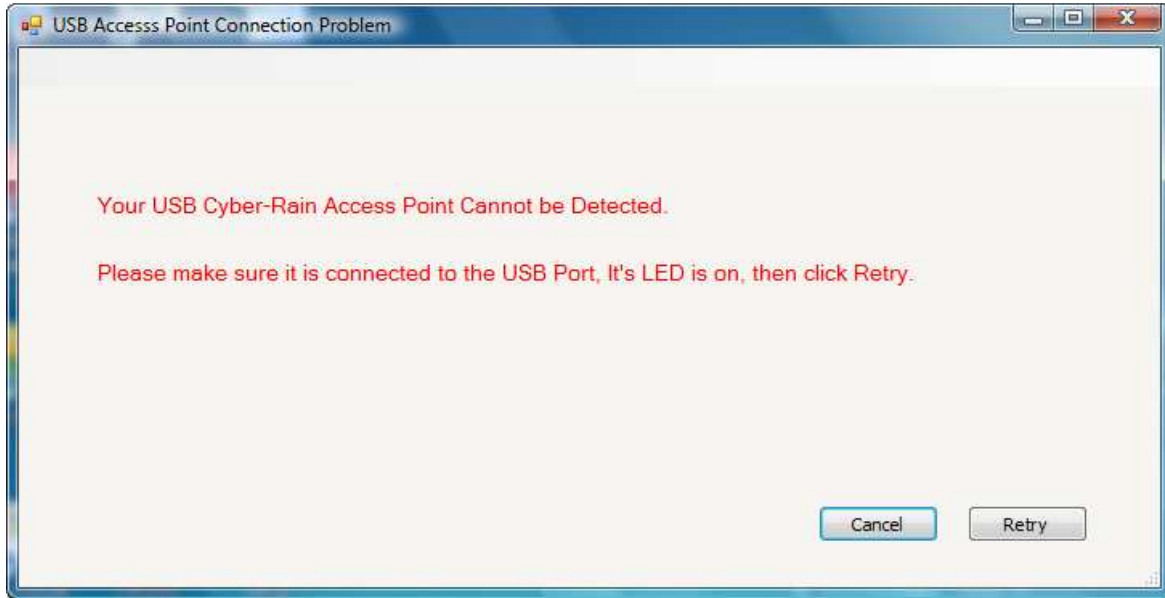 USB Accesss Point Connection Problem
Your USB Cyber-Rain Access Point Cannot be Detected.
Please make sure it is connected to the USB Port, It's LED is on, then click Retry.
Cancel Retry